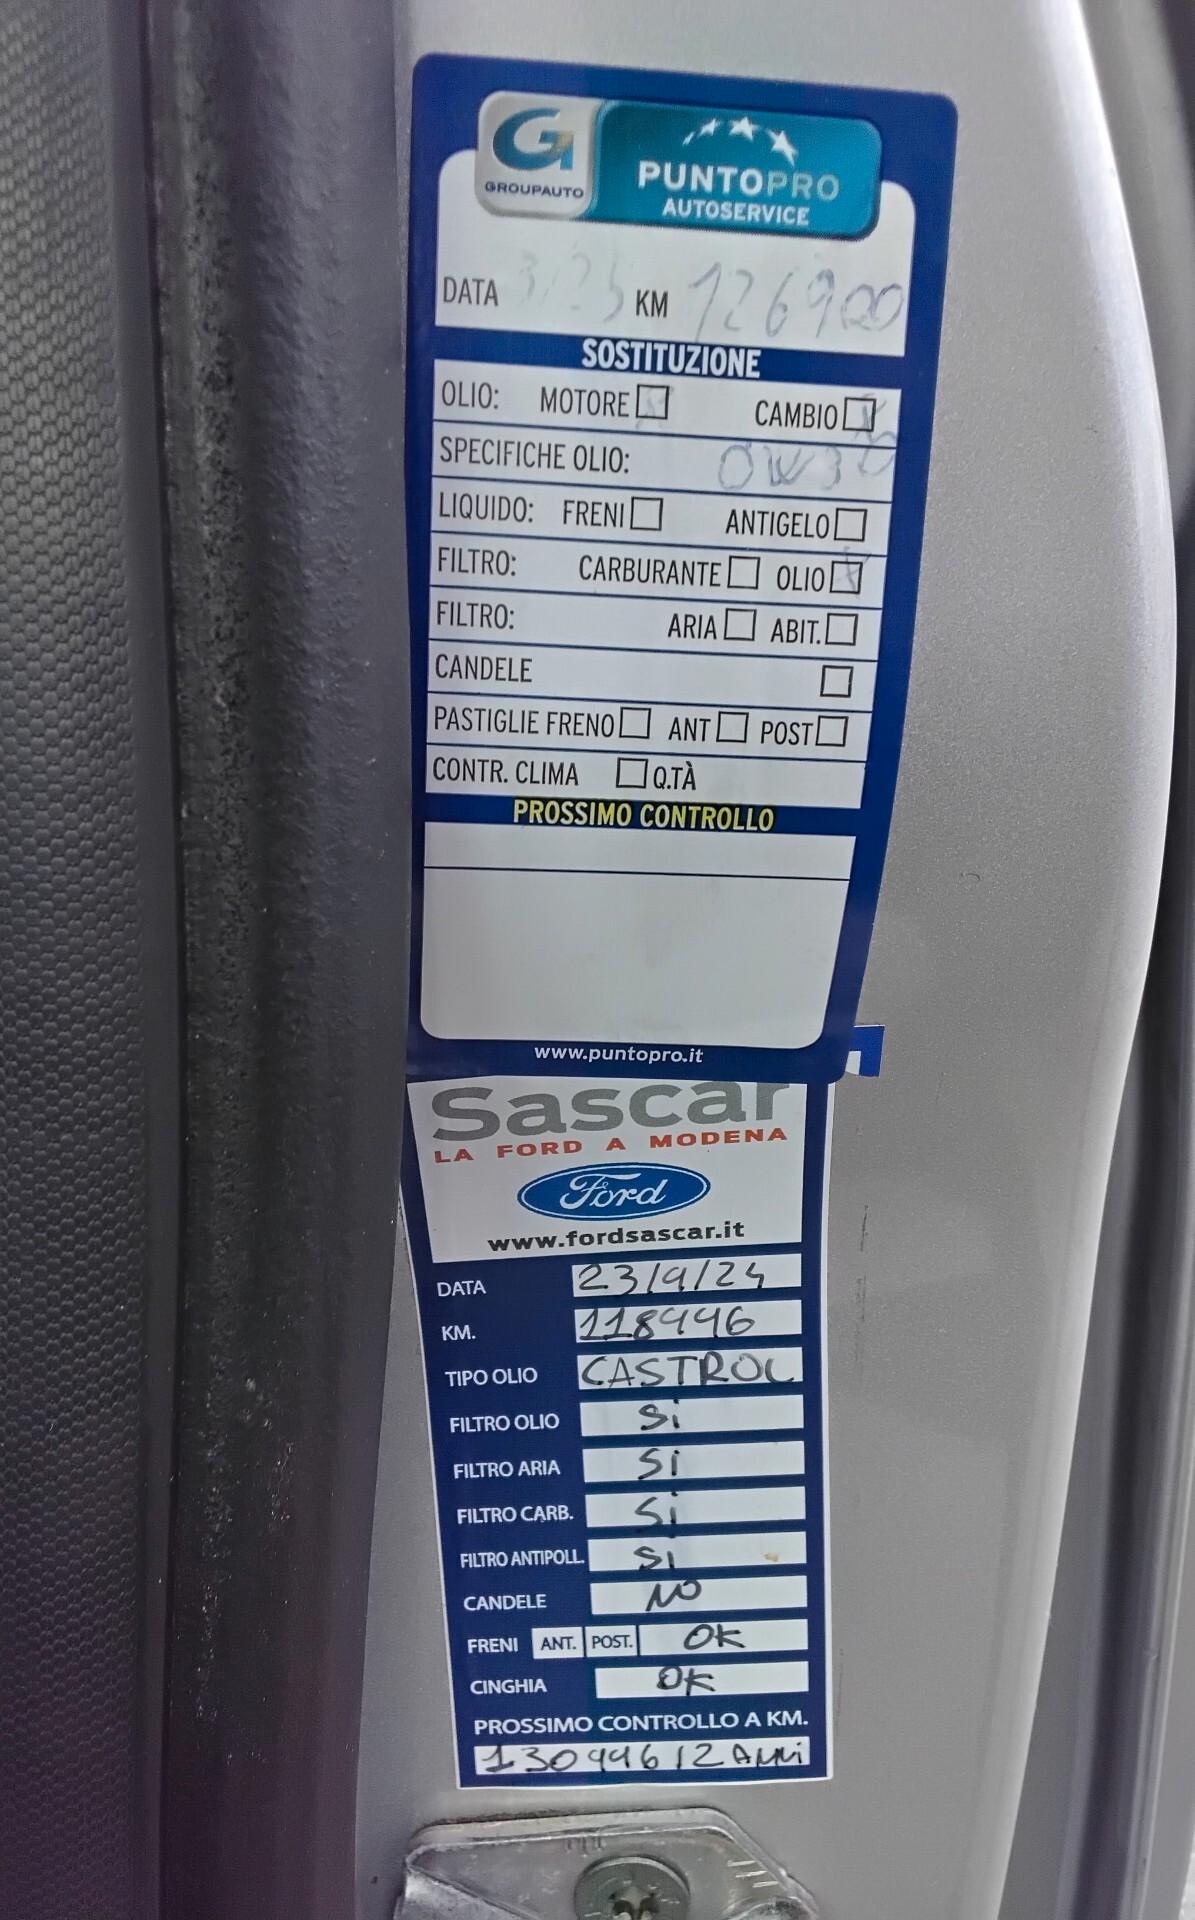 GROUPAUTO
PUNTOPRO
AUTOSERVICE
DATA 3/25 KM 126900
SOSTITUZIONE
OLIO: MOTORE CAMBIO
SPECIFICHE OLIO: 0W30
LIQUIDO: FRENI ANTIGELO
FILTRO: CARBURANTE OLIO
FILTRO: ARIA ABIT.
CANDELE
PASTIGLIE FRENO ANT POST
CONTR. CLIMA Q.TÀ
PROSSIMO CONTROLLO
www.puntopro.it
Sascar
LA FORD A MODENA
Ford
www.fordsascar.it
DATA 23/9/24
KM. 118996
TIPO OLIO CASTROL
FILTRO OLIO Si
FILTRO ARIA Si
FILTRO CARB. Si
FILTRO ANTIPOLL. Si
CANDELE NO
FRENI ANT. POST. OK
CINGHIA OK
PROSSIMO CONTROLLO A KM.
130996 / 2 ANNi